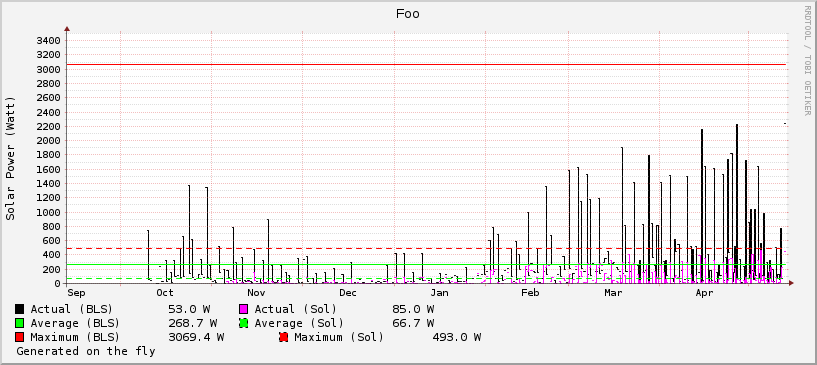 Foo
RRDTOOL / TOBI OETIKER
Solar Power (Watt)
3400
3200
3000
2800
2600
2400
2200
2000
1800
1600
1400
1200
1000
800
600
400
200
0
Sep Oct Nov Dec Jan Feb Mar Apr
Actual (BLS) 53.0 W Actual (Sol) 85.0 W
Average (BLS) 268.7 W Average (Sol) 66.7 W
Maximum (BLS) 3069.4 W Maximum (Sol) 493.0 W
Generated on the fly